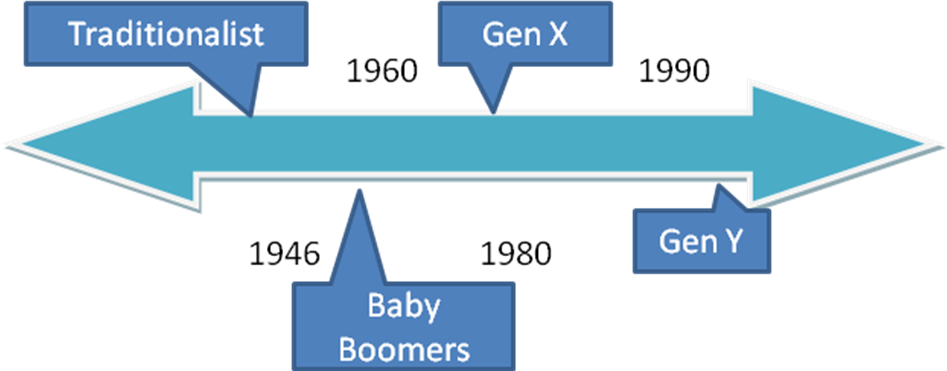 Traditionalist
Gen X
1960
1990
1946
1980
Gen Y
Baby
Boomers